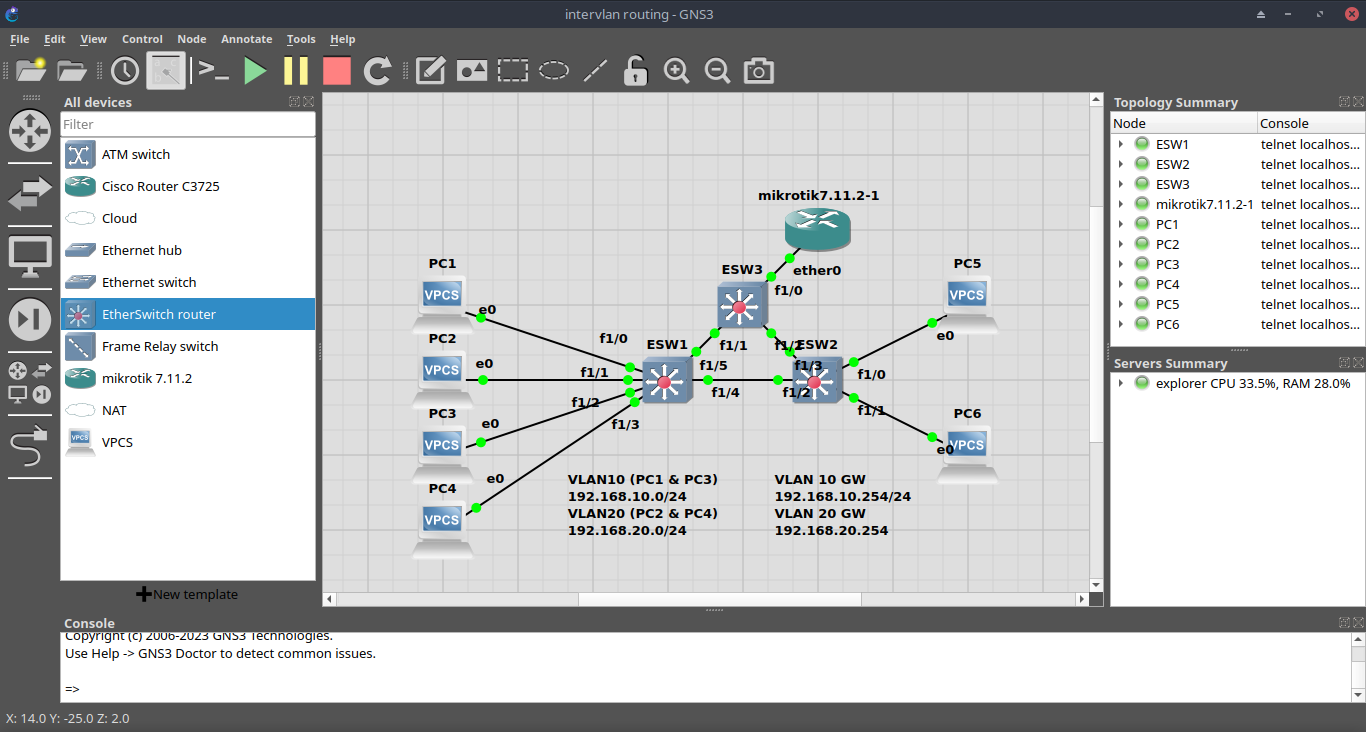 intervlan routing - GNS3
File Edit View Control Node Annotate Tools Help
All devices
Filter
ATM switch
Cisco Router C3725
Cloud
Ethernet hub
Ethernet switch
EtherSwitch router
Frame Relay switch
mikrotik 7.11.2
NAT
VPCS
VPCS
New template
mikrotik7.11.2-1
ether0
f1/0
ESW3
f1/1
f1/2
PC1
VPCS
e0
PC2
VPCS
e0
PC3
VPCS
e0
PC4
VPCS
e0
f1/0
f1/1
f1/2
f1/3
ESW1
f1/5
f1/4
ESW2
f1/3
f1/2
f1/0
f1/1
PC5
VPCS
e0
PC6
VPCS
e0
VLAN10 (PC1 & PC3)
192.168.10.0/24
VLAN20 (PC2 & PC4)
192.168.20.0/24
VLAN 10 GW
192.168.10.254/24
VLAN 20 GW
192.168.20.254
Topology Summary
Node Console
ESW1 telnet localhos...
ESW2 telnet localhos...
ESW3 telnet localhos...
mikrotik7.11.2-1 telnet localhos...
PC1 telnet localhos...
PC2 telnet localhos...
PC3 telnet localhos...
PC4 telnet localhos...
PC5 telnet localhos...
PC6 telnet localhos...
Servers Summary
explorer CPU 33.5%, RAM 28.0%
Console
Copyright (c) 2006-2023 GNS3 Technologies.
Use Help -> GNS3 Doctor to detect common issues.
=>
X: 14.0 Y: -25.0 Z: 2.0